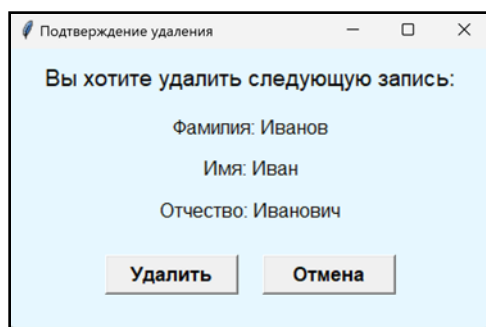 Подтверждение удаления
Вы хотите удалить следующую запись:
Фамилия: Иванов
Имя: Иван
Отчество: Иванович
Удалить Отмена